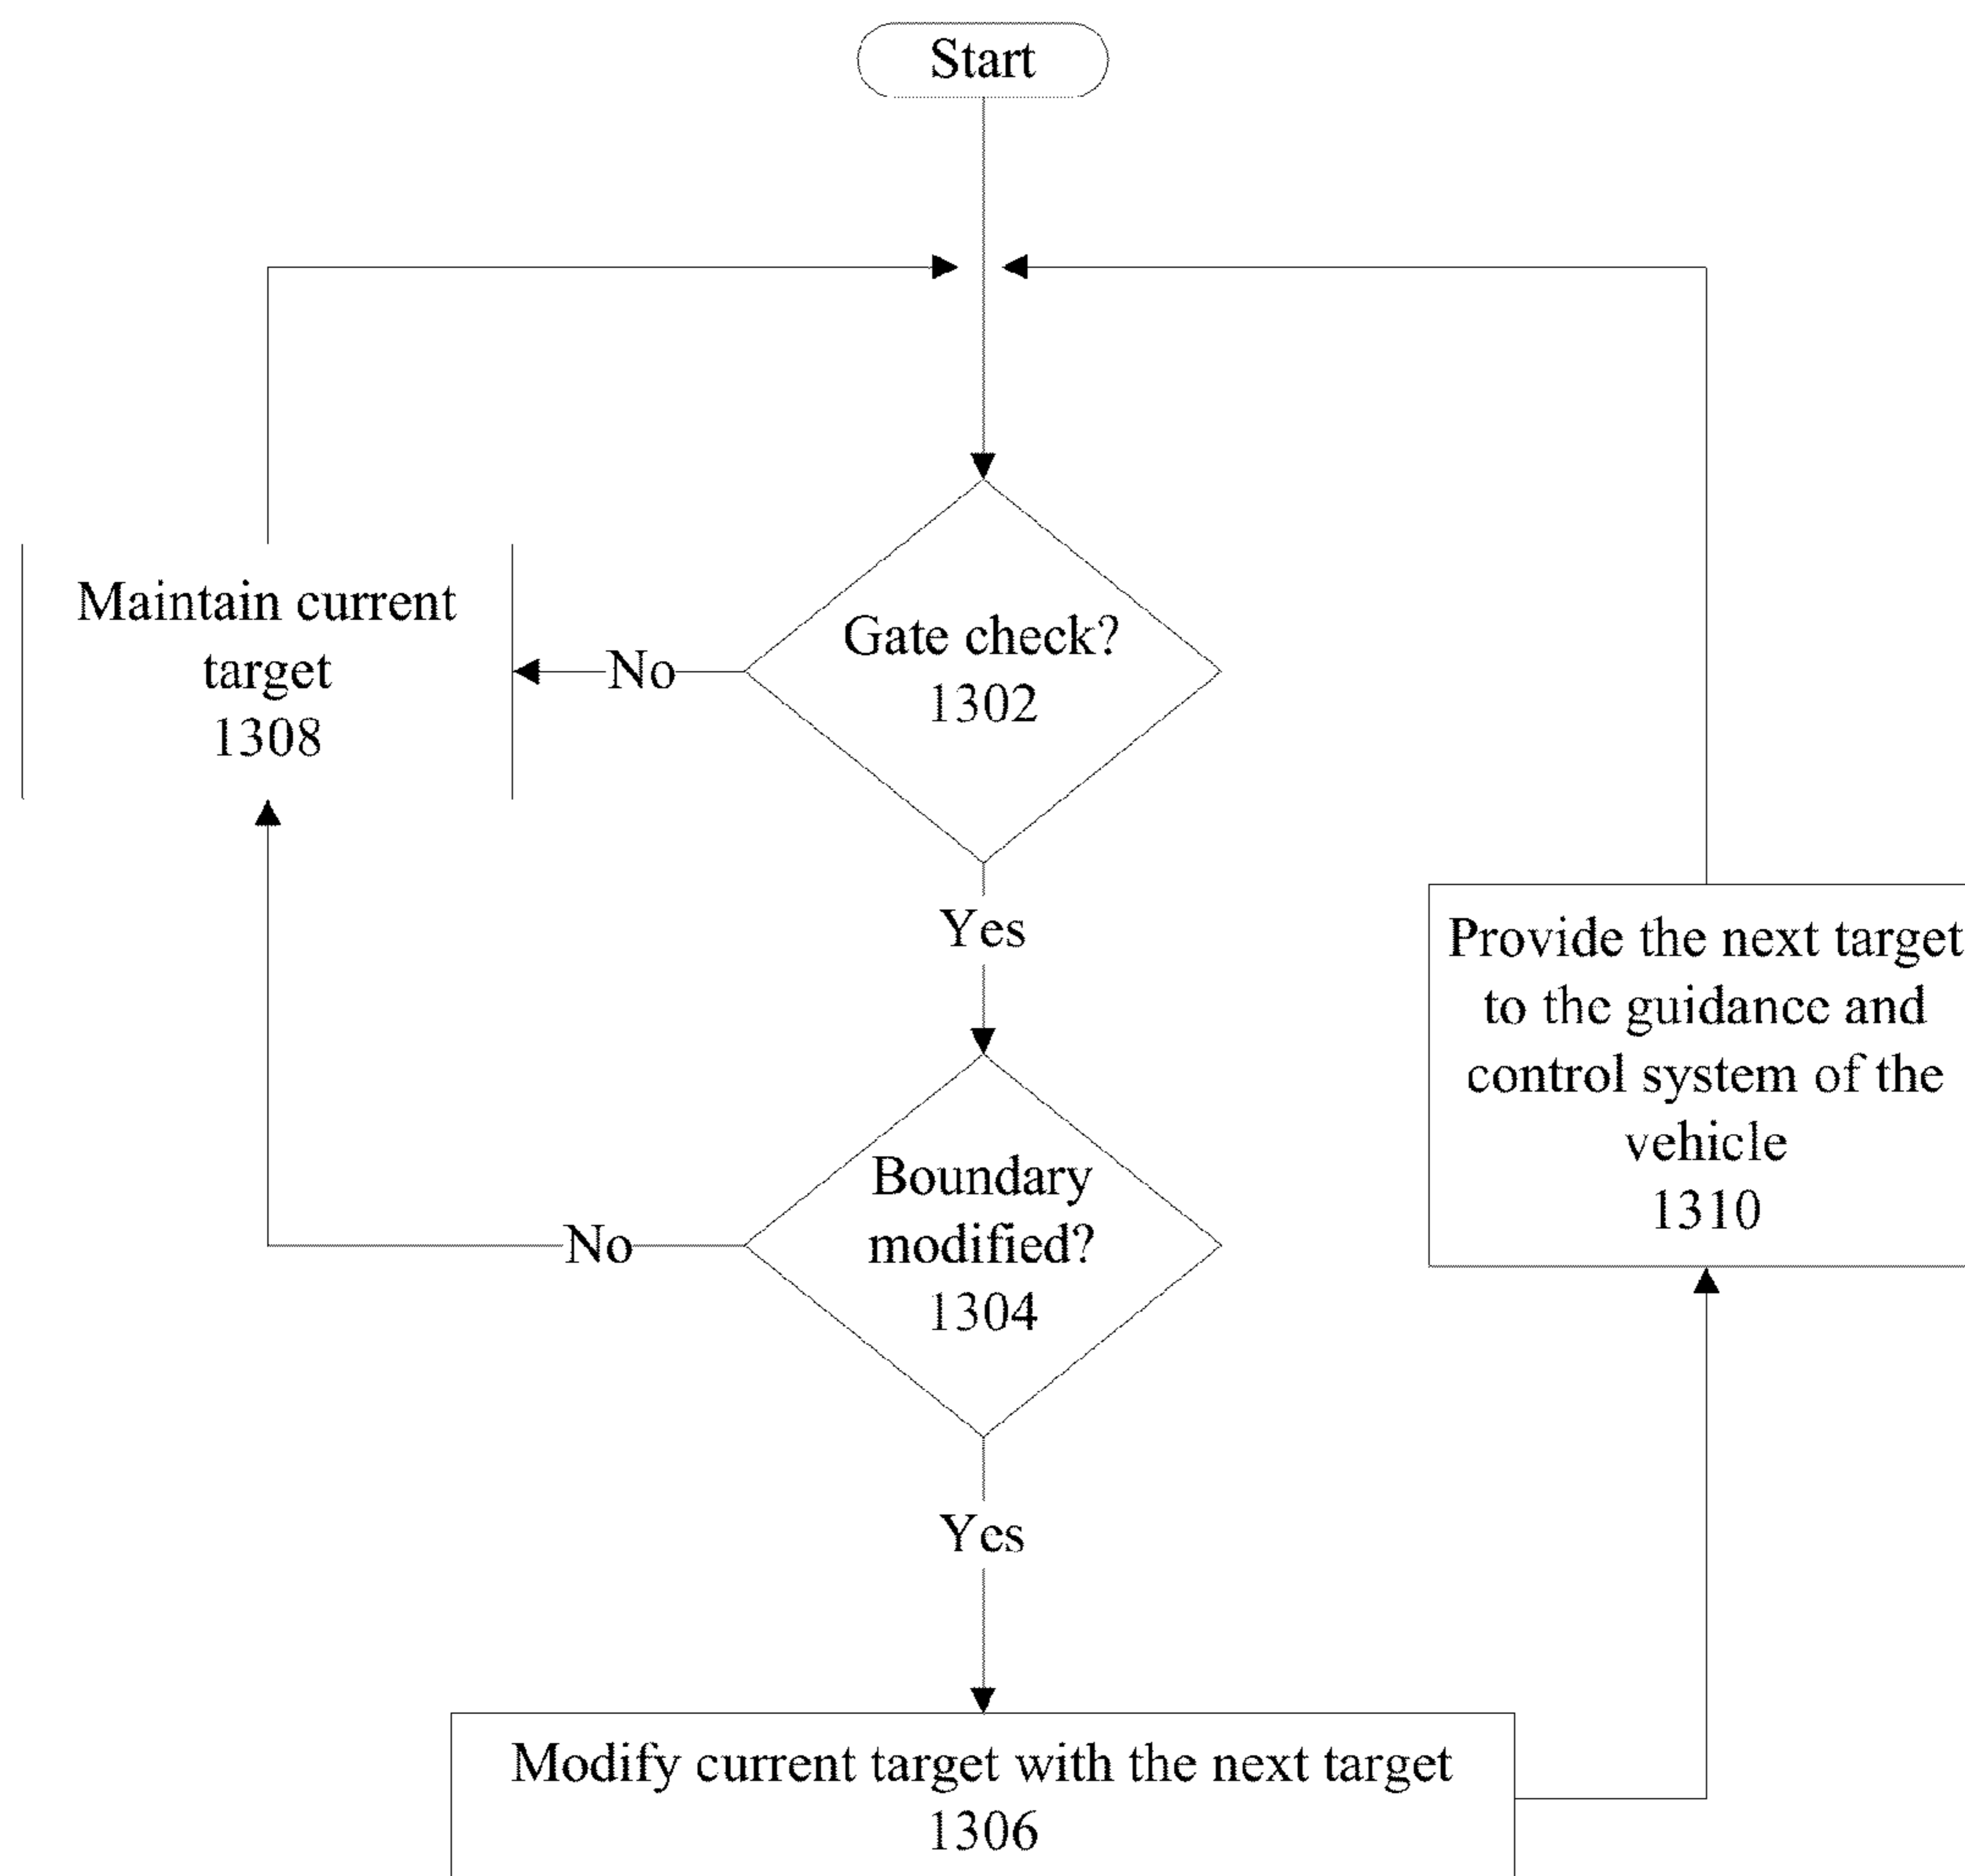 Start
Gate check?
1302
No
Maintain current
target
1308
Yes
Boundary
modified?
1304
No
Yes
Modify current target with the next target
1306
Provide the next target
to the guidance and
control system of the
vehicle
1310